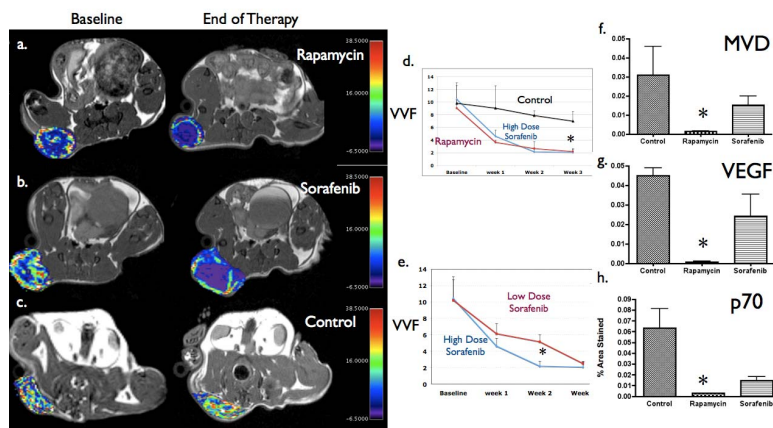 Baseline
End of Therapy
a.
Rapamycin
38.5000
16.0000
-6.5000
b.
Sorafenib
38.5000
16.0000
-6.5000
c.
Control
38.5000
16.0000
-6.5000
d.
VVF
14
12
10
8
6
4
2
0
Control
High Dose
Sorafenib
Rapamycin
*
Baseline
week 1
Week 2
Week 3
e.
VVF
14
12
10
8
6
4
2
0
Low Dose
Sorafenib
High Dose
Sorafenib
*
Baseline
week 1
Week 2
Week
f.
MVD
0.05
0.04
0.03
0.02
0.01
0.00
*
Control
Rapamycin
Sorafenib
g.
VEGF
0.05
0.04
0.03
0.02
0.01
0.00
*
Control
Rapamycin
Sorafenib
h.
p70
% Area Stained
0.09
0.08
0.07
0.06
0.05
0.04
0.03
0.02
0.01
0.00
*
Control
Rapamycin
Sorafenib